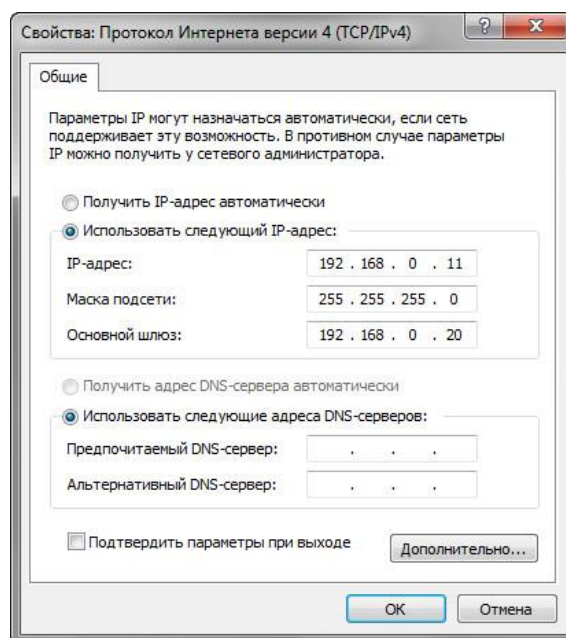 Свойства: Протокол Интернета версии 4 (TCP/IPv4)
Общие
Параметры IP могут назначаться автоматически, если сеть
поддерживает эту возможность. В противном случае параметры
IP можно получить у сетевого администратора.
Получить IP-адрес автоматически
Использовать следующий IP-адрес:
IP-адрес: 192 . 168 . 0 . 11
Маска подсети: 255 . 255 . 255 . 0
Основной шлюз: 192 . 168 . 0 . 20
Получить адрес DNS-сервера автоматически
Использовать следующие адреса DNS-серверов:
Предпочитаемый DNS-сервер: . . .
Альтернативный DNS-сервер: . . .
Подтвердить параметры при выходе
Дополнительно...
OK Отмена